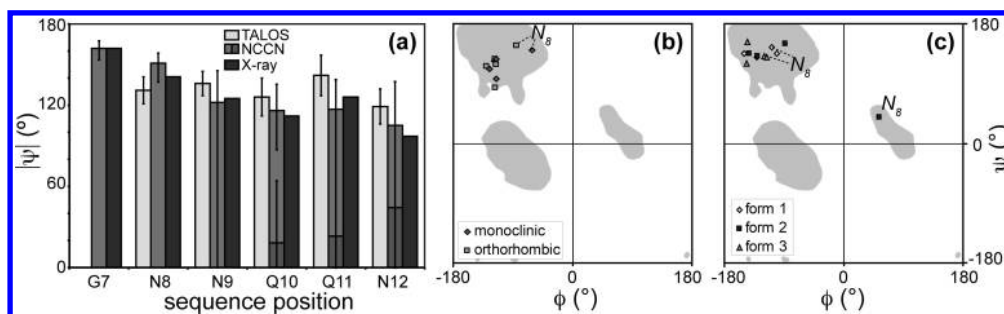 180
120
60
0
|ψ| (°)
(a)
TALOS
NCCN
X-ray
G7 N8 N9 Q10 Q11 N12
sequence position
(b)
N8
monoclinic
orthorhombic
-180 0 180
ϕ (°)
(c)
N8
N8
form 1
form 2
form 3
180
0
-180
ψ (°)
-180 0 180
ϕ (°)